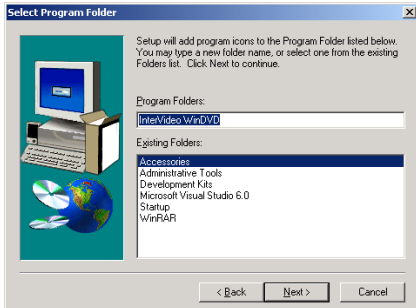 Select Program Folder
Setup will add program icons to the Program Folder listed below.
You may type a new folder name, or select one from the existing
Folders list. Click Next to continue.
Program Folders:
InterVideo WinDVD
Existing Folders:
Accessories
Administrative Tools
Development Kits
Microsoft Visual Studio 6.0
Startup
WinRAR
< Back
Next >
Cancel